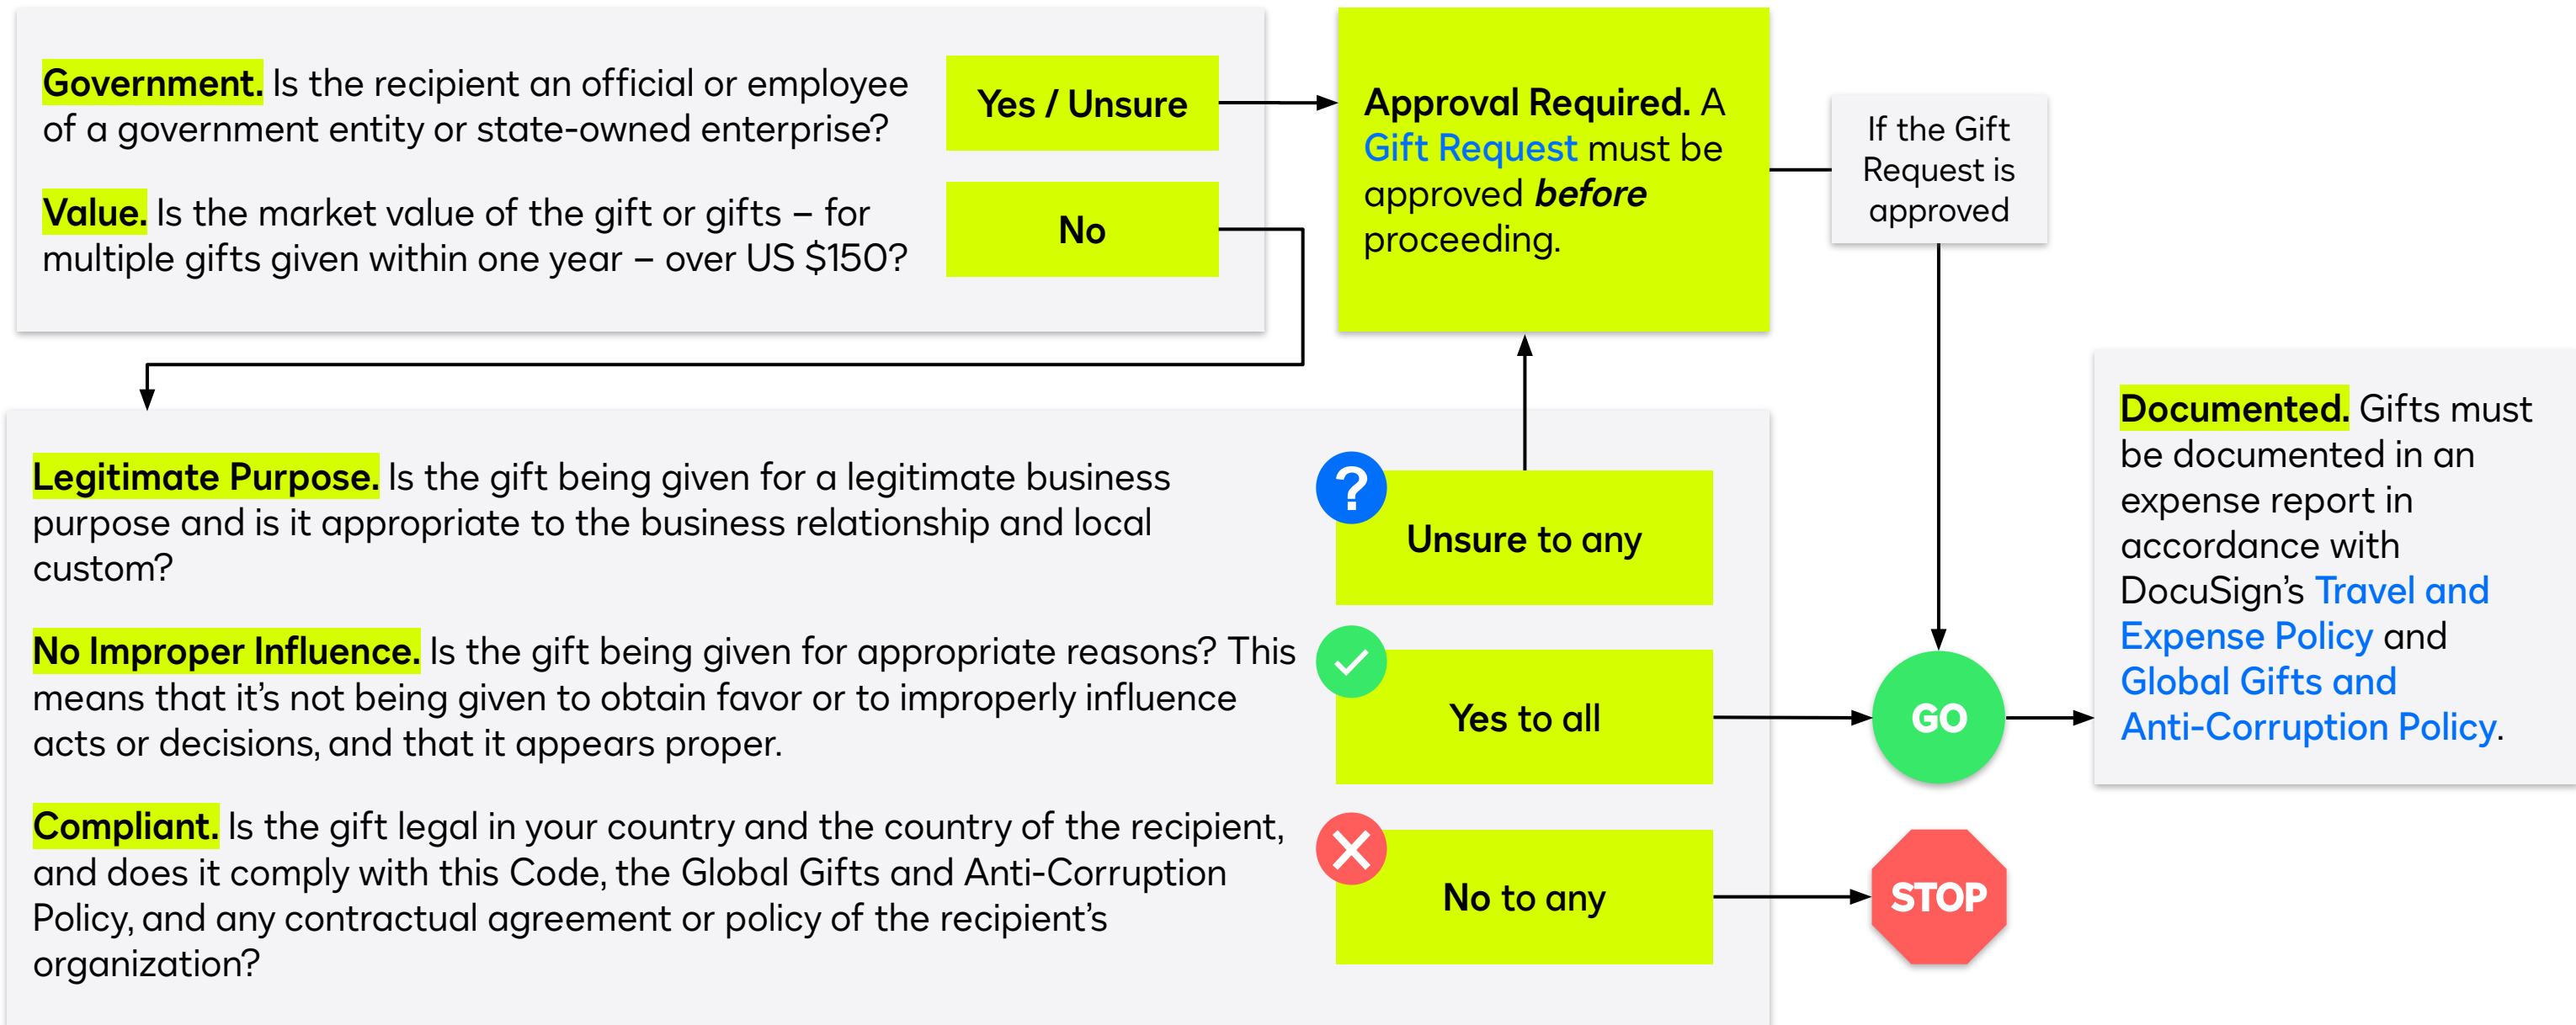 Government. Is the recipient an official or employee
of a government entity or state-owned enterprise?
Value. Is the market value of the gift or gifts – for
multiple gifts given within one year – over US $150?
Yes / Unsure
No
Approval Required. A
Gift Request must be
approved before
proceeding.
If the Gift
Request is
approved
Legitimate Purpose. Is the gift being given for a legitimate business
purpose and is it appropriate to the business relationship and local
custom?
No Improper Influence. Is the gift being given for appropriate reasons? This
means that it’s not being given to obtain favor or to improperly influence
acts or decisions, and that it appears proper.
Compliant. Is the gift legal in your country and the country of the recipient,
and does it comply with this Code, the Global Gifts and Anti-Corruption
Policy, and any contractual agreement or policy of the recipient’s
organization?
?
Unsure to any
Yes to all
No to any
GO
STOP
Documented. Gifts must
be documented in an
expense report in
accordance with
DocuSign’s Travel and
Expense Policy and
Global Gifts and
Anti-Corruption Policy.